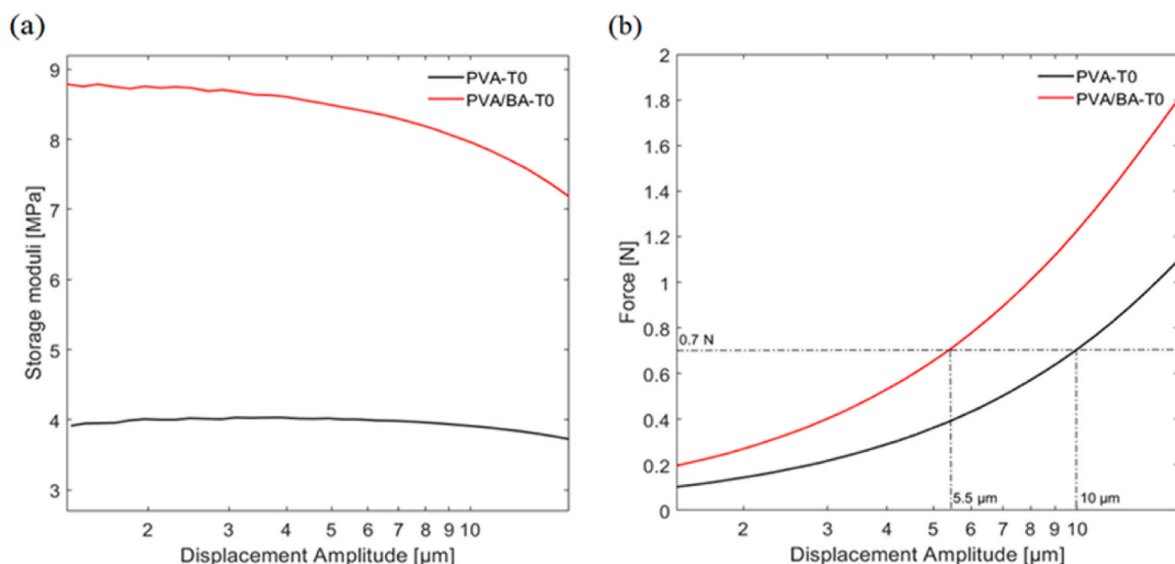 (a)
PVA-T0
PVA/BA-T0
9
8
7
6
5
4
3
Storage moduli [MPa]
2 3 4 5 6 7 8 9 10
Displacement Amplitude [µm]
(b)
PVA-T0
PVA/BA-T0
2
1.8
1.6
1.4
1.2
1
0.8
0.6
0.4
0.2
0
Force [N]
0.7 N
5.5 µm
10 µm
2 3 4 5 6 7 8 9 10
Displacement Amplitude [µm]